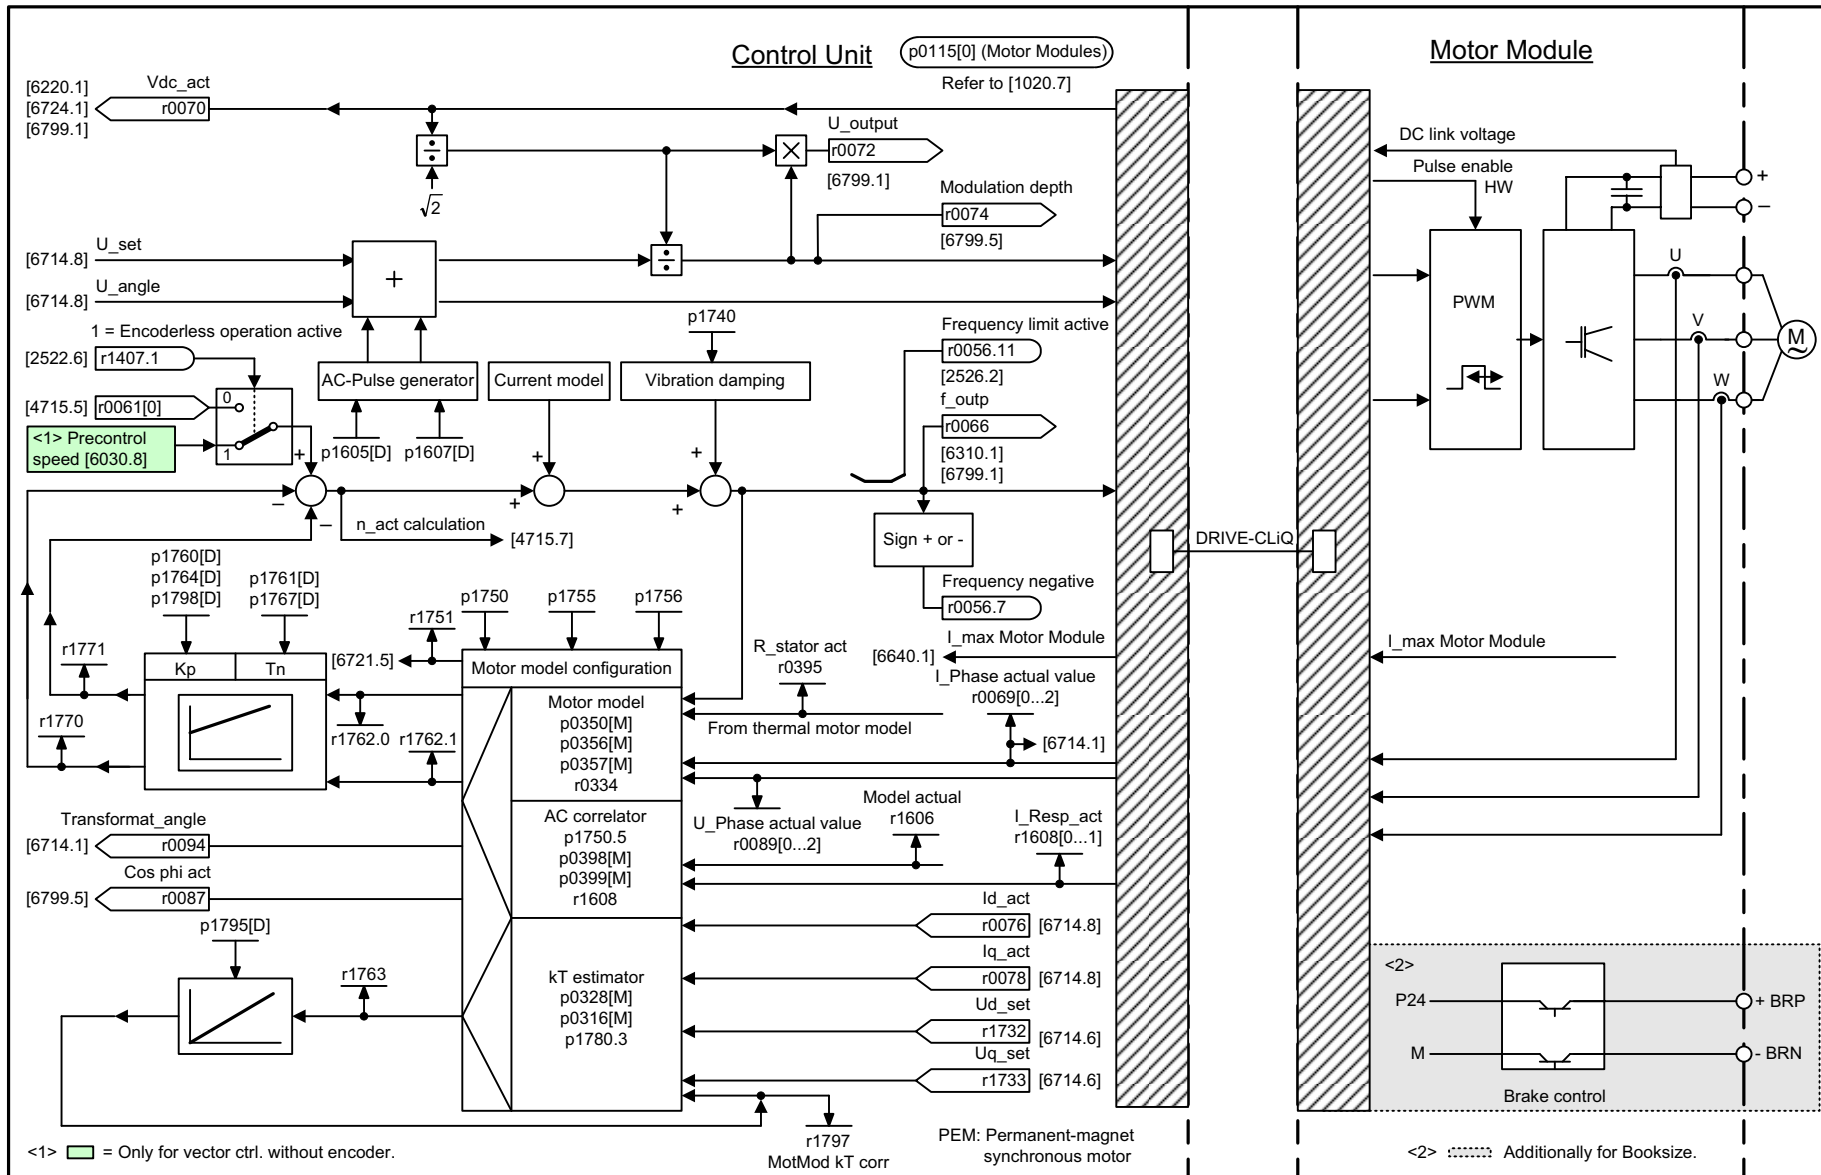 Control Unit
p0115[0] (Motor Modules)
Refer to [1020.7]
Motor Module
[6220.1]
[6724.1]
[6799.1]
Vdc_act
r0070
√2
U_output
r0072
[6799.1]
Modulation depth
r0074
[6799.5]
DC link voltage
Pulse enable
HW
+
–
[6714.8]
U_set
[6714.8]
U_angle
+
1 = Encoderless operation active
[2522.6]
r1407.1
[4715.5]
r0061[0]
0
1
<1> Precontrol
speed [6030.8]
AC-Pulse generator
p1605[D]
p1607[D]
Current model
p1740
Vibration damping
Frequency limit active
r0056.11
[2526.2]
f_outp
r0066
[6310.1]
[6799.1]
PWM
U
V
W
M
~
+
–
–
+
+
+
+
n_act calculation
[4715.7]
Sign + or -
Frequency negative
r0056.7
DRIVE-CLiQ
p1760[D]
p1764[D]
p1798[D]
p1761[D]
p1767[D]
r1751
p1750
p1755
p1756
[6721.5]
r1771
r1770
Kp
Tn
r1762.0
r1762.1
Motor model configuration
Motor model
p0350[M]
p0356[M]
p0357[M]
r0334
AC correlator
p1750.5
p0398[M]
p0399[M]
r1608
kT estimator
p0328[M]
p0316[M]
p1780.3
I_max Motor Module
[6640.1]
R_stator act
r0395
From thermal motor model
I_Phase actual value
r0069[0...2]
[6714.1]
U_Phase actual value
r0089[0...2]
Model actual
r1606
I_Resp_act
r1608[0...1]
I_max Motor Module
Transformat_angle
[6714.1]
r0094
Cos phi act
[6799.5]
r0087
p1795[D]
r1763
Id_act
r0076
[6714.8]
Iq_act
r0078
[6714.8]
Ud_set
r1732
[6714.6]
Uq_set
r1733
[6714.6]
r1797
MotMod kT corr
PEM: Permanent-magnet
synchronous motor
<2>
P24
M
+ BRP
- BRN
Brake control
<1> = Only for vector ctrl. without encoder.
<2> Additionally for Booksize.